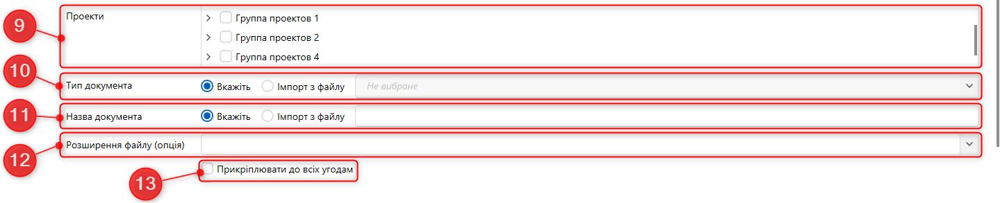 9 Проекти
Группа проектов 1
Группа проектов 2
Группа проектов 4
10 Тип документа Вкажіть Імпорт з файлу Не вибране
11 Назва документа Вкажіть Імпорт з файлу
12 Розширення файлу (опція)
13 Прикріплювати до всіх угодам